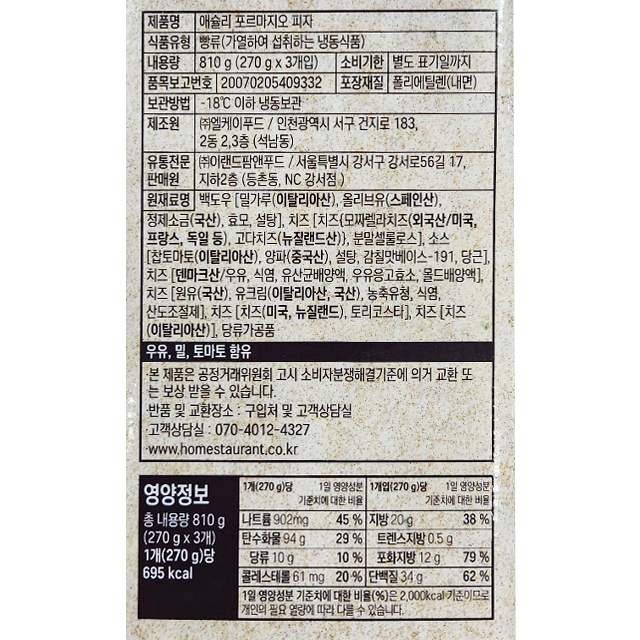 제품명 애슐리 포르마지오 피자
식품유형 빵류(가열하여 섭취하는 냉동식품)
내용량 810 g (270 g x 3개입) 소비기한 별도 표기일까지
품목보고번호 20070205409332 포장재질 폴리에틸렌(내면)
보관방법 -18℃ 이하 냉동보관
제조원 ㈜엘케이푸드 / 인천광역시 서구 건지로 183,
2동 2,3층 (석남동)
유통전문 ㈜이랜드팜앤푸드 / 서울특별시 강서구 강서로56길 17,
판매원 지하2층 (등촌동, NC 강서점 )
원재료명 백도우 [밀가루(이탈리아산), 올리브유(스페인산),
정제소금(국산), 효모, 설탕], 치즈 [치즈{모짜렐라치즈(외국산/미국,
프랑스, 독일 등), 고다치즈(뉴질랜드산)}, 분말셀룰로스], 소스
[찹토마토(이탈리아산), 양파(중국산), 설탕, 감칠맛베이스-191, 당근],
치즈 [덴마크산/우유, 식염, 유산균배양액, 우유응고효소, 몰드배양액],
치즈 [원유(국산), 유크림(이탈리아산, 국산), 농축유청, 식염,
산도조절제], 치즈 [치즈(미국, 뉴질랜드), 토리코스타], 치즈 [치즈
(이탈리아산)], 당류가공품
우유, 밀, 토마토 함유
·본 제품은 공정거래위원회 고시 소비자분쟁해결기준에 의거 교환 또
는 보상 받을 수 있습니다.
·반품 및 교환장소 : 구입처 및 고객상담실
·고객상담실 : 070-4012-4327
·www.homestaurant.co.kr
영양정보
총 내용량 810 g
(270 g x 3개)
1개(270 g)당
695 kcal
1개(270 g)당 1일 영양성분 기준치에 대한 비율 1개입(270 g)당 1일 영양성분 기준치에 대한 비율
나트륨 902mg 45 % 지방 20 g 38 %
탄수화물 94 g 29 % 트랜스지방 0.5 g
당류 10 g 10 % 포화지방 12 g 79 %
콜레스테롤 61 mg 20 % 단백질 34 g 62 %
1일 영양성분 기준치에 대한 비율(%)은 2,000kcal 기준이므로
개인의 필요 열량에 따라 다를 수 있습니다.